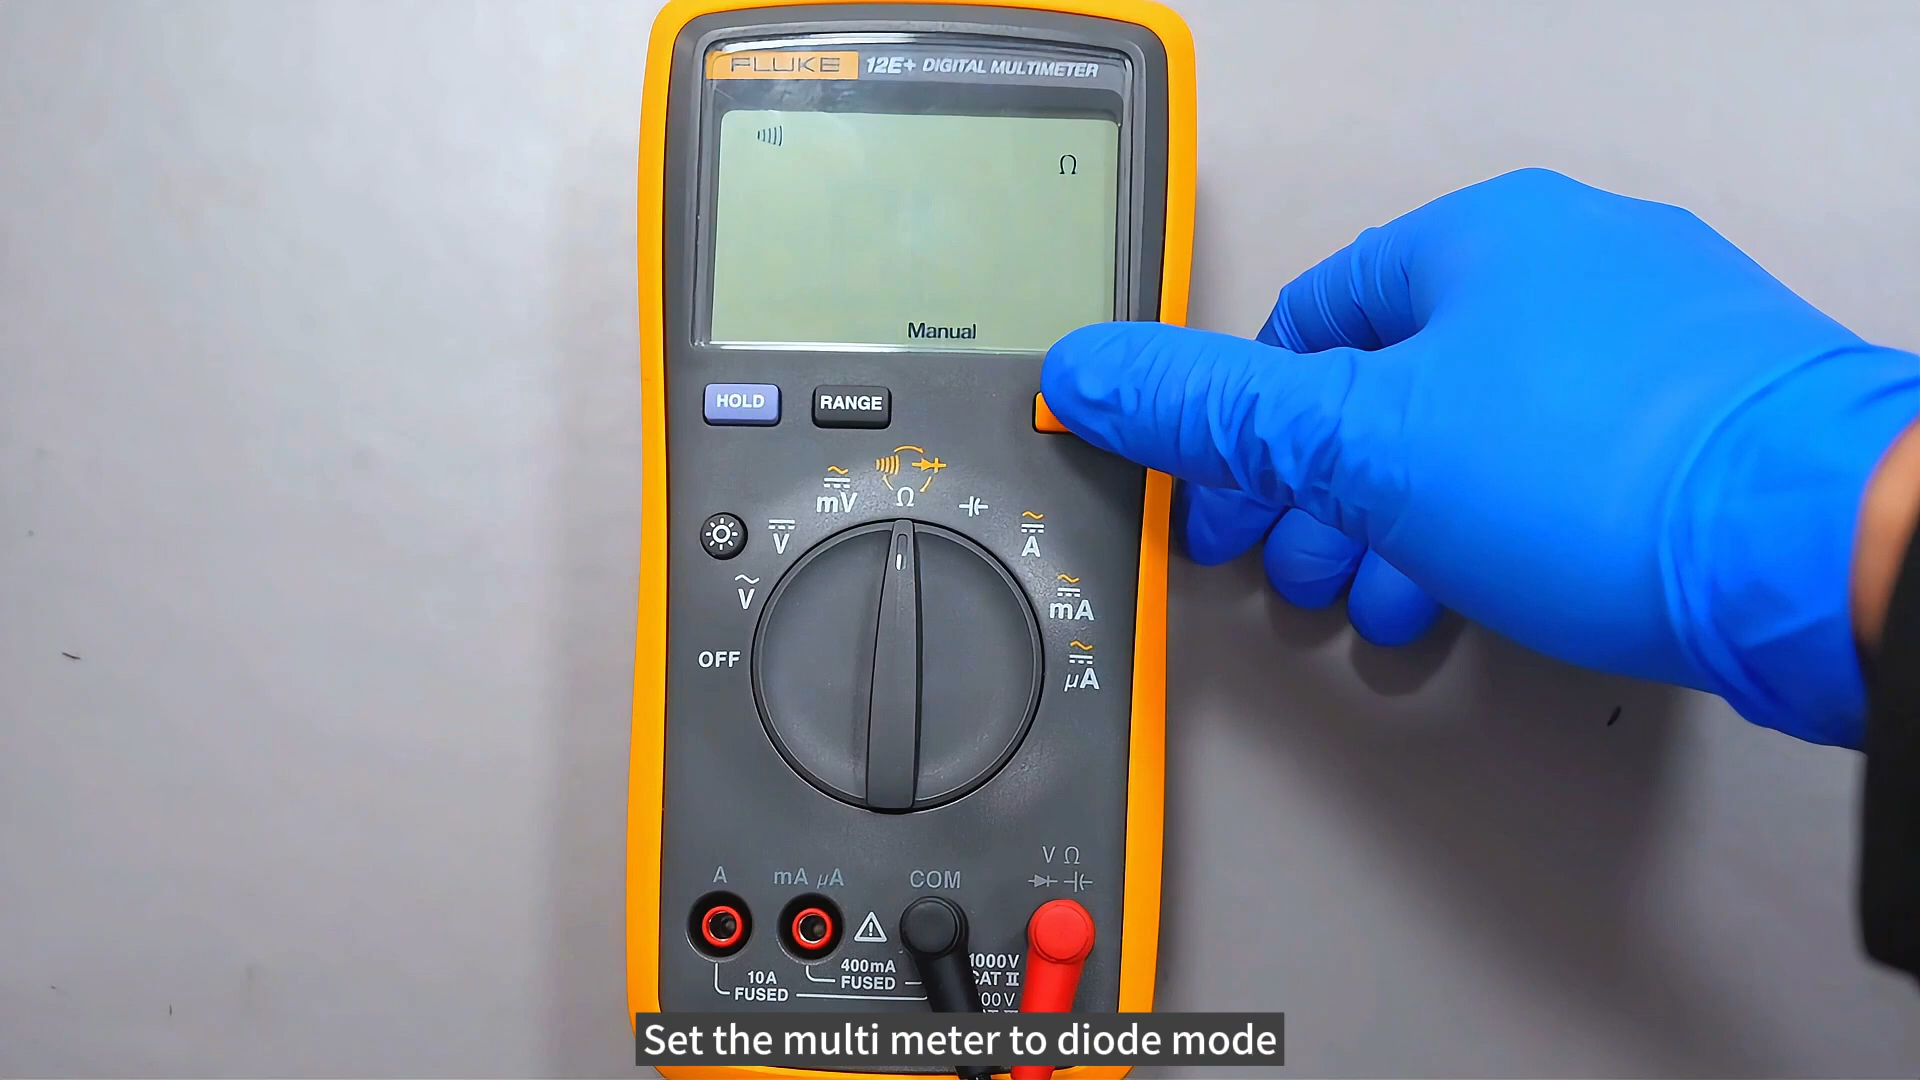 FLUKE 12E+ DIGITAL MULTIMETER
Ω
Manual
HOLD RANGE
mV Ω
V A
V mA
OFF μA
V Ω
A mA μA COM
400mA FUSED
10A FUSED
1000V
CAT II
Set the multi meter to diode mode